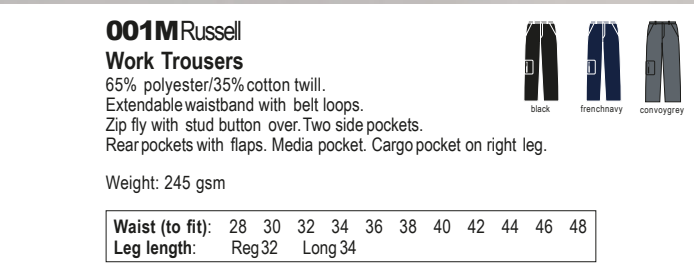 001M Russell
Work Trousers
65% polyester/35% cotton twill.
Extendable waistband with belt loops.
Zip fly with stud button over. Two side pockets.
Rear pockets with flaps. Media pocket. Cargo pocket on right leg.
black
frenchnavy
convoygrey
Weight: 245 gsm
Waist (to fit): 28 30 32 34 36 38 40 42 44 46 48
Leg length: Reg 32 Long 34